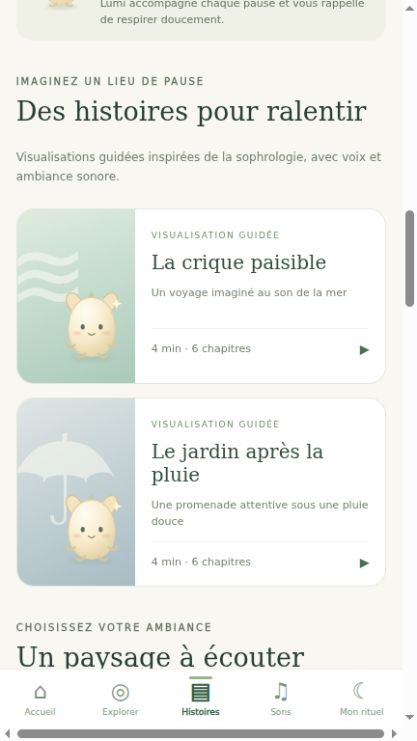 Lumi accompagne chaque pause et vous rappelle
de respirer doucement.
IMAGINEZ UN LIEU DE PAUSE
Des histoires pour ralentir
Visualisations guidées inspirées de la sophrologie, avec voix et
ambiance sonore.
VISUALISATION GUIDÉE
La crique paisible
Un voyage imaginé au son de la mer
4 min · 6 chapitres
VISUALISATION GUIDÉE
Le jardin après la
pluie
Une promenade attentive sous une pluie
douce
4 min · 6 chapitres
CHOISISSEZ VOTRE AMBIANCE
Un paysage à écouter
Accueil
Explorer
Histoires
Sons
Mon rituel